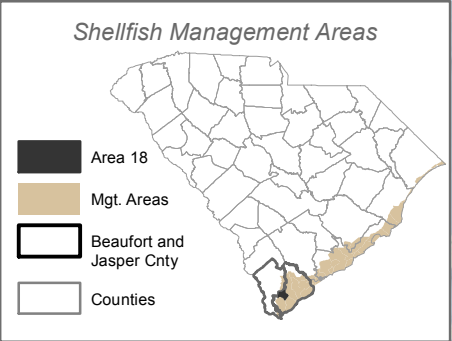 Shellfish Management Areas
Area 18
Mgt. Areas
Beaufort and
Jasper Cnty
Counties